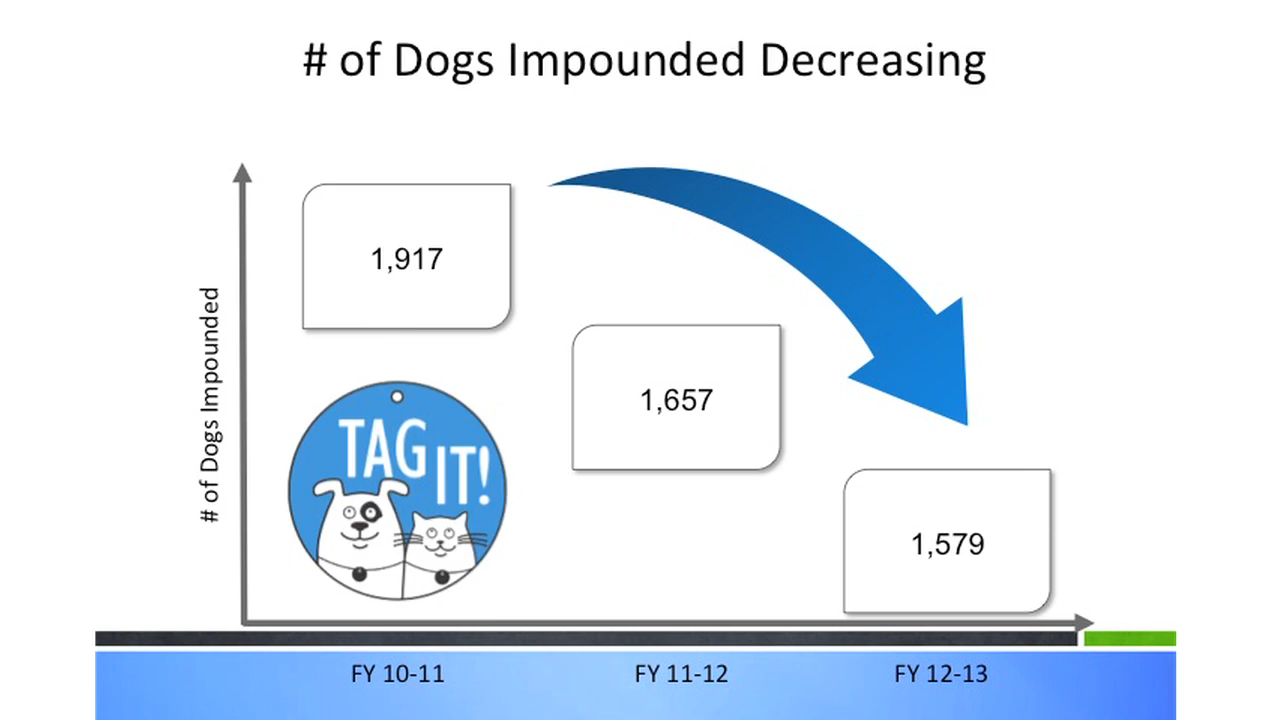 # of Dogs Impounded Decreasing
# of Dogs Impounded
1,917
1,657
1,579
TAG
IT!
FY 10-11
FY 11-12
FY 12-13